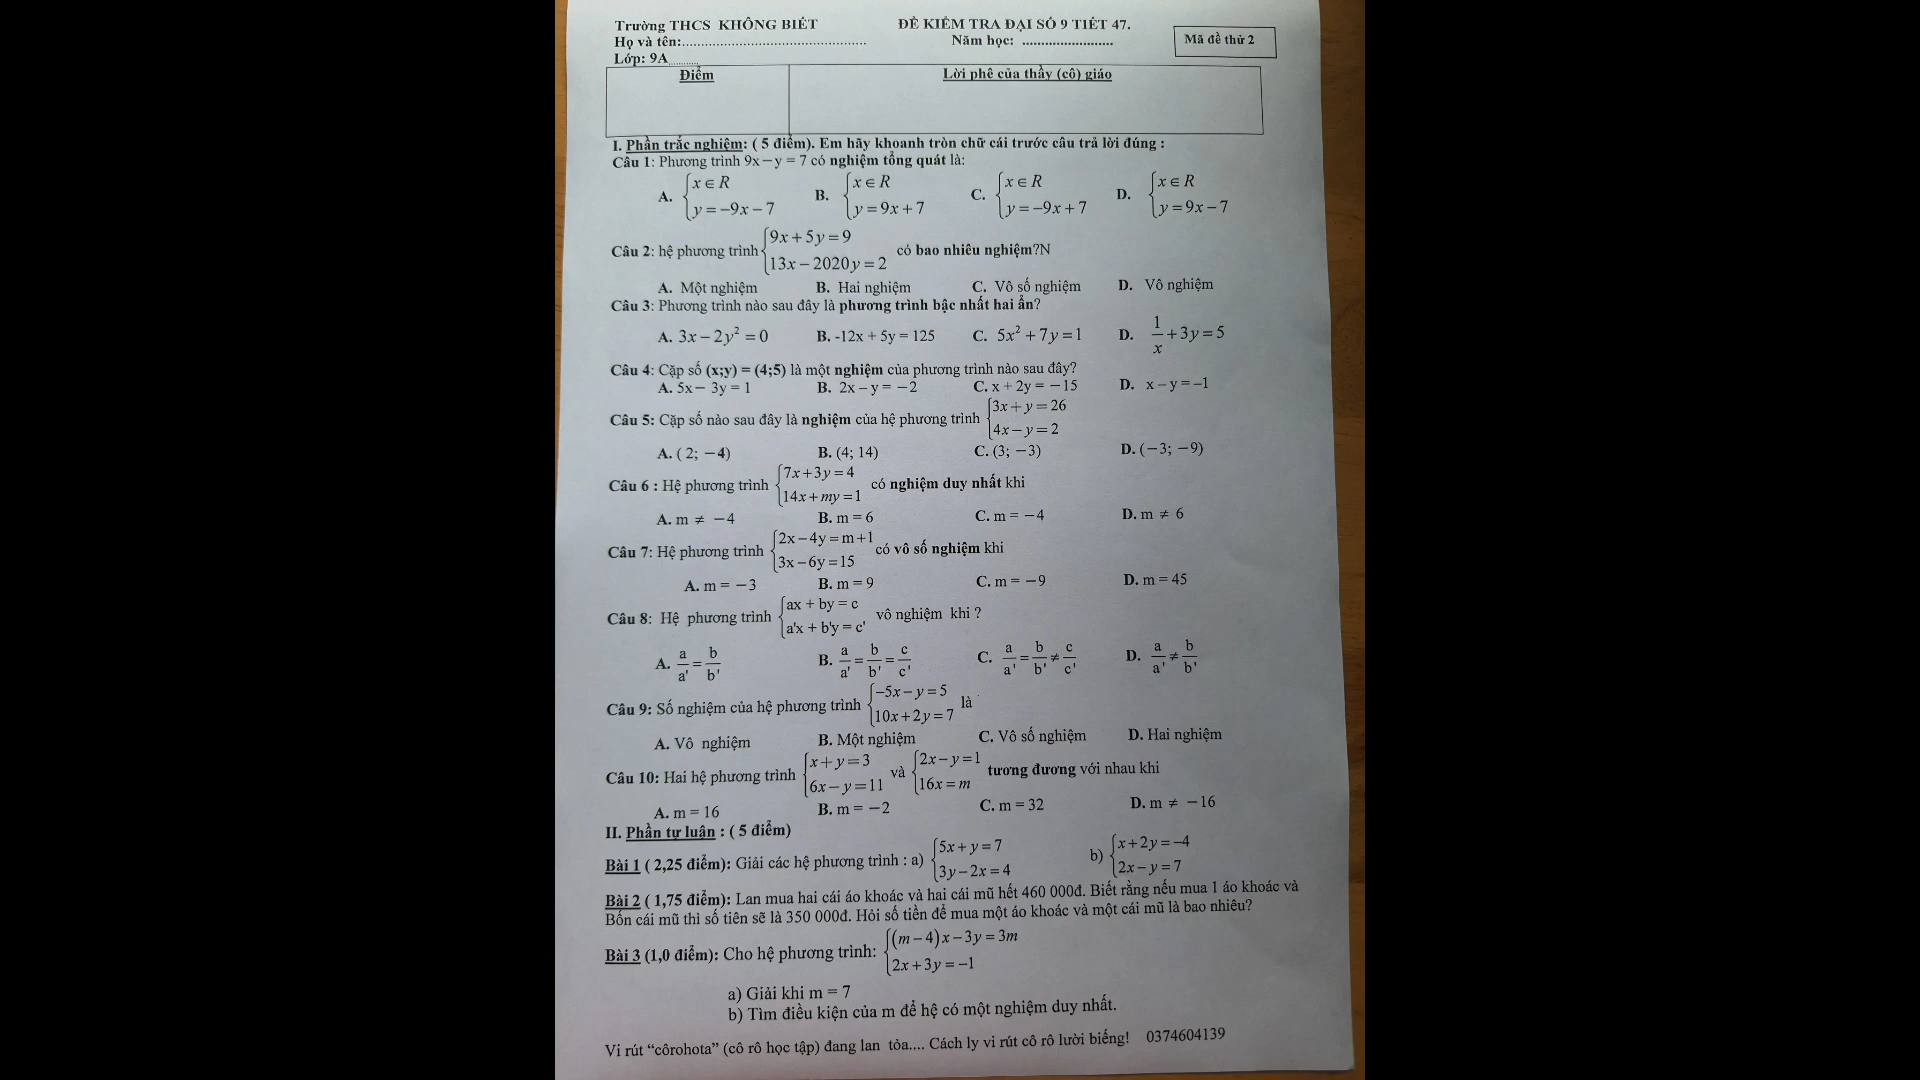 Trường THCS KHÔNG BIẾT ĐỀ KIỂM TRA ĐẠI SỐ 9 TIẾT 47.
Họ và tên:................................................ Năm học: ........................ Mã đề thử 2
Lớp: 9A..........
Điểm Lời phê của thầy (cô) giáo
I. Phần trắc nghiệm: ( 5 điểm). Em hãy khoanh tròn chữ cái trước câu trả lời đúng :
Câu 1: Phương trình 9x − y = 7 có nghiệm tổng quát là:
A. { x ∈ R B. { x ∈ R C. { x ∈ R D. { x ∈ R
y = −9x − 7 y = 9x + 7 y = −9x + 7 y = 9x − 7
Câu 2: hệ phương trình { 9x + 5y = 9 có bao nhiêu nghiệm?N
13x − 2020y = 2
A. Một nghiệm B. Hai nghiệm C. Vô số nghiệm D. Vô nghiệm
Câu 3: Phương trình nào sau đây là phương trình bậc nhất hai ẩn?
A. 3x − 2y² = 0 B. -12x + 5y = 125 C. 5x² + 7y = 1 D. 1/x + 3y = 5
Câu 4: Cặp số (x;y) = (4;5) là một nghiệm của phương trình nào sau đây?
A. 5x − 3y = 1 B. 2x − y = −2 C. x + 2y = −15 D. x − y = −1
Câu 5: Cặp số nào sau đây là nghiệm của hệ phương trình { 3x + y = 26
4x − y = 2
A. ( 2; −4) B. (4; 14) C. (3; −3) D. (−3; −9)
Câu 6 : Hệ phương trình { 7x + 3y = 4 có nghiệm duy nhất khi
14x + my = 1
A. m ≠ −4 B. m = 6 C. m = −4 D. m ≠ 6
Câu 7: Hệ phương trình { 2x − 4y = m + 1 có vô số nghiệm khi
3x − 6y = 15
A. m = −3 B. m = 9 C. m = −9 D. m = 45
Câu 8: Hệ phương trình { ax + by = c vô nghiệm khi ?
a'x + b'y = c'
A. a/a' = b/b' B. a/a' = b/b' = c/c' C. a/a' = b/b' ≠ c/c' D. a/a' ≠ b/b'
Câu 9: Số nghiệm của hệ phương trình { −5x − y = 5 là
10x + 2y = 7
A. Vô nghiệm B. Một nghiệm C. Vô số nghiệm D. Hai nghiệm
Câu 10: Hai hệ phương trình { x + y = 3 và { 2x − y = 1 tương đương với nhau khi
6x − y = 11 16x = m
A. m = 16 B. m = −2 C. m = 32 D. m ≠ −16
II. Phần tự luận : ( 5 điểm)
Bài 1 ( 2,25 điểm): Giải các hệ phương trình : a) { 5x + y = 7 b) { x + 2y = −4
3y − 2x = 4 2x − y = 7
Bài 2 ( 1,75 điểm): Lan mua hai cái áo khoác và hai cái mũ hết 460 000đ. Biết rằng nếu mua 1 áo khoác và
Bốn cái mũ thì số tiên sẽ là 350 000đ. Hỏi số tiền để mua một áo khoác và một cái mũ là bao nhiêu?
Bài 3 (1,0 điểm): Cho hệ phương trình: { (m − 4)x − 3y = 3m
2x + 3y = −1
a) Giải khi m = 7
b) Tìm điều kiện của m để hệ có một nghiệm duy nhất.
Vi rút “côrohota” (cô rô học tập) đang lan tỏa.... Cách ly vi rút cô rô lười biếng! 0374604139